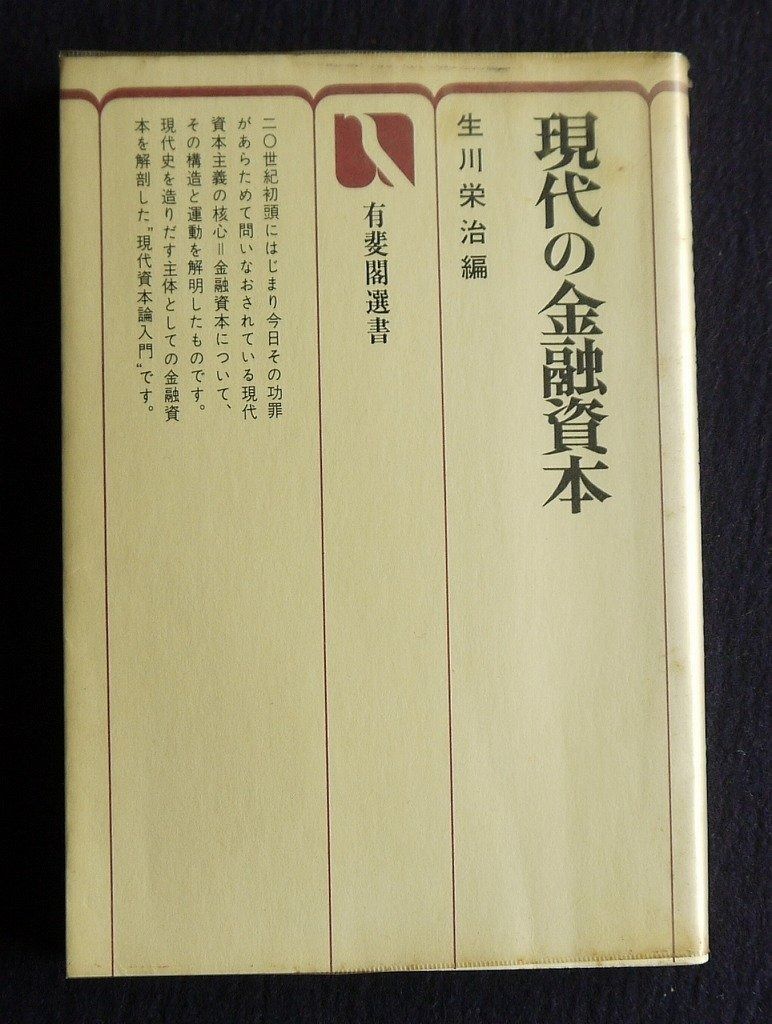 現代の金融資本
生川栄治編
有斐閣選書
二〇世紀初頭にはじまり今日その功罪
があらためて問いなおされている現代
資本主義の核心＝金融資本について、
その構造と運動を解明したものです。
現代史を造りだす主体としての金融資
本を解剖した〝現代資本論入門〟です。